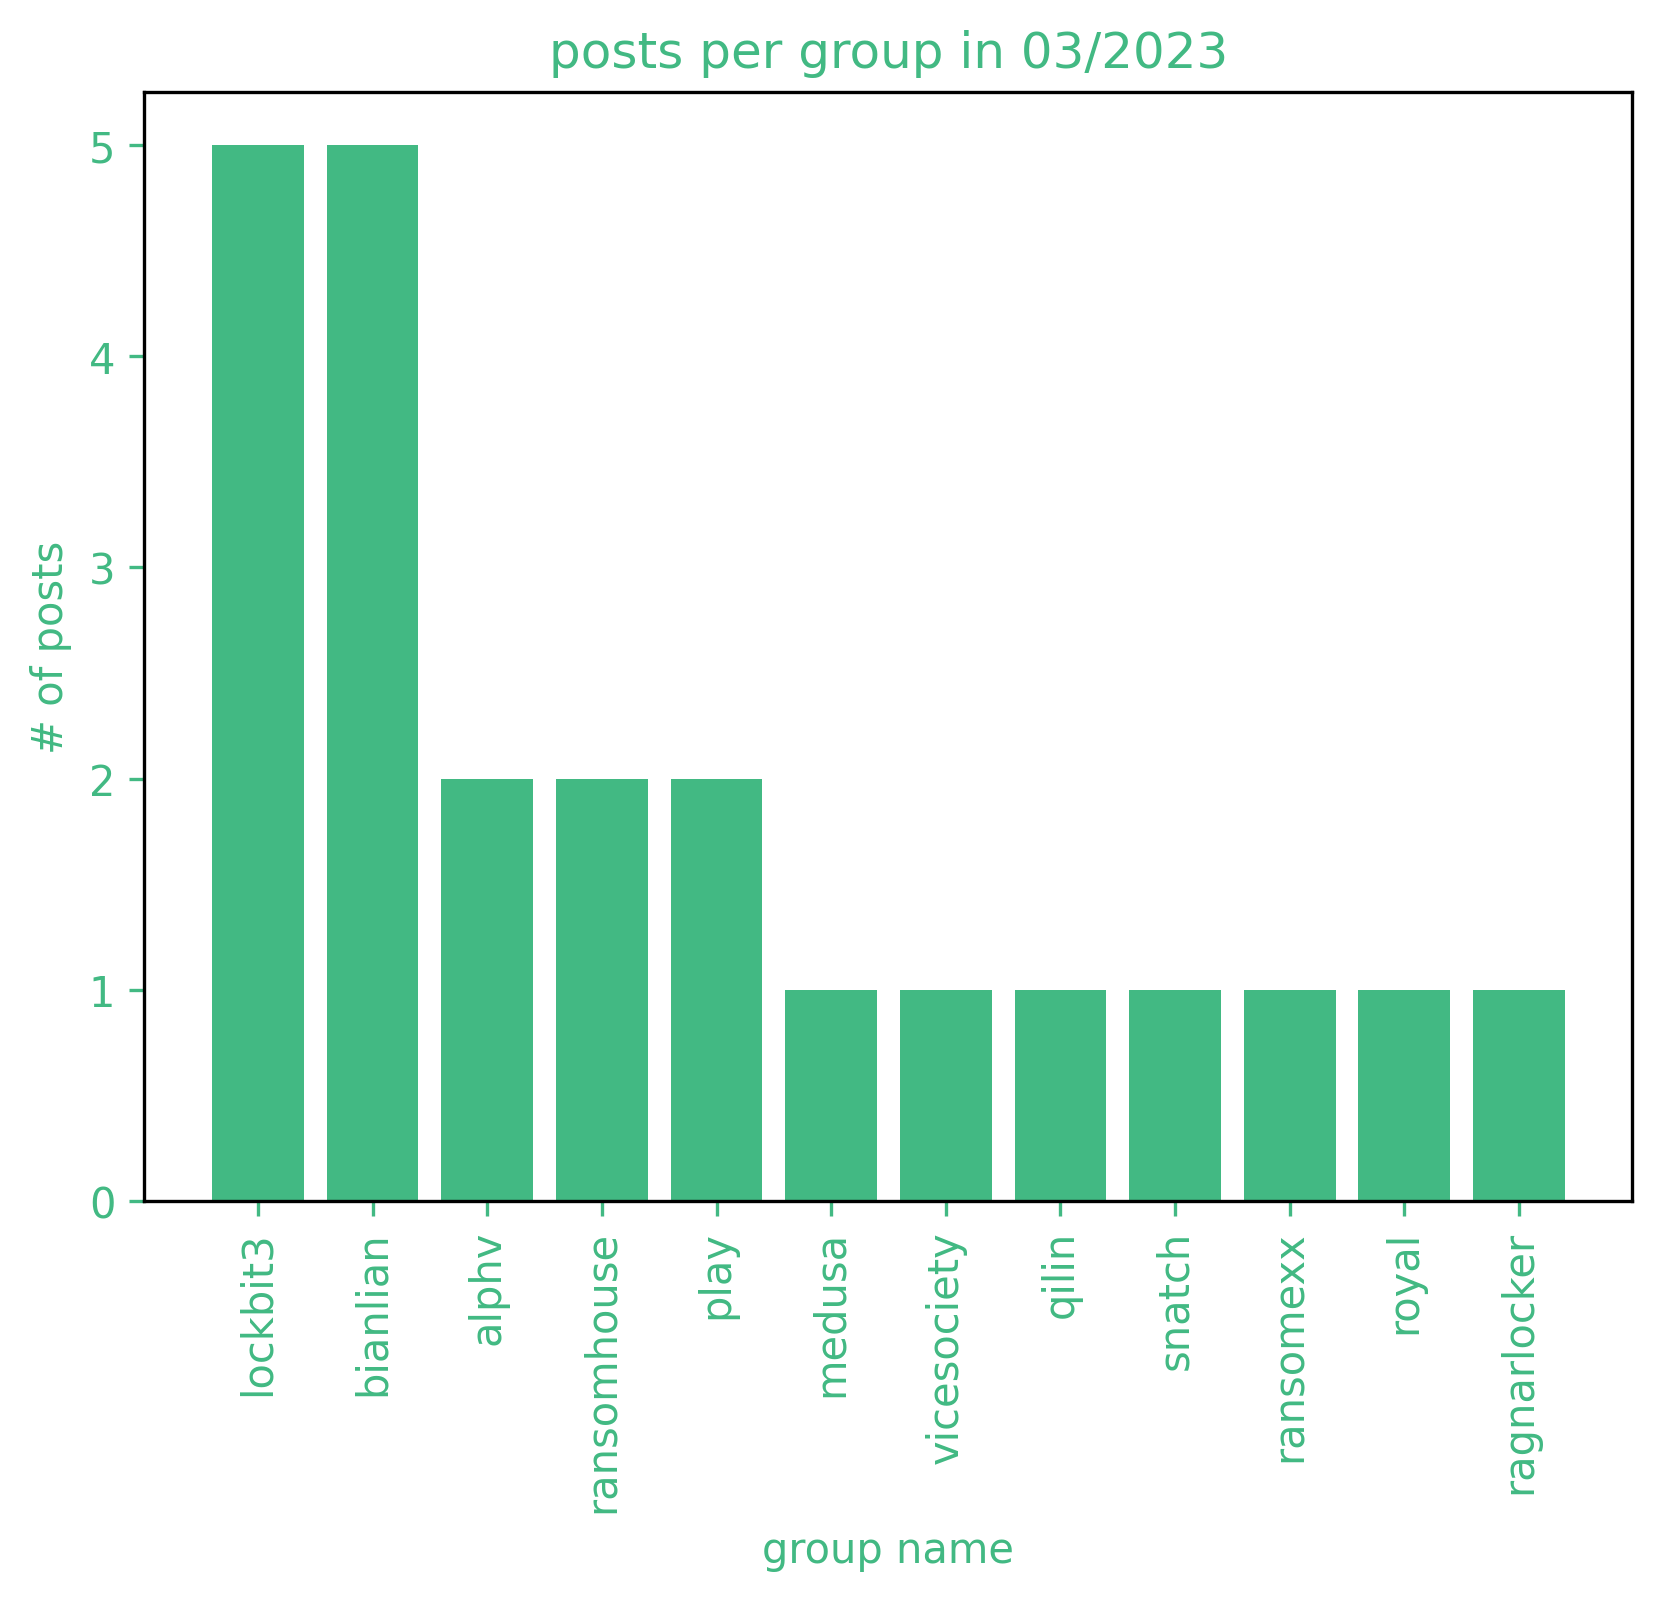 posts per group in 03/2023
# of posts
5
4
3
2
1
0
lockbit3
bianlian
alphv
ransomhouse
play
medusa
vicesociety
qilin
snatch
ransomexx
royal
ragnarlocker
group name